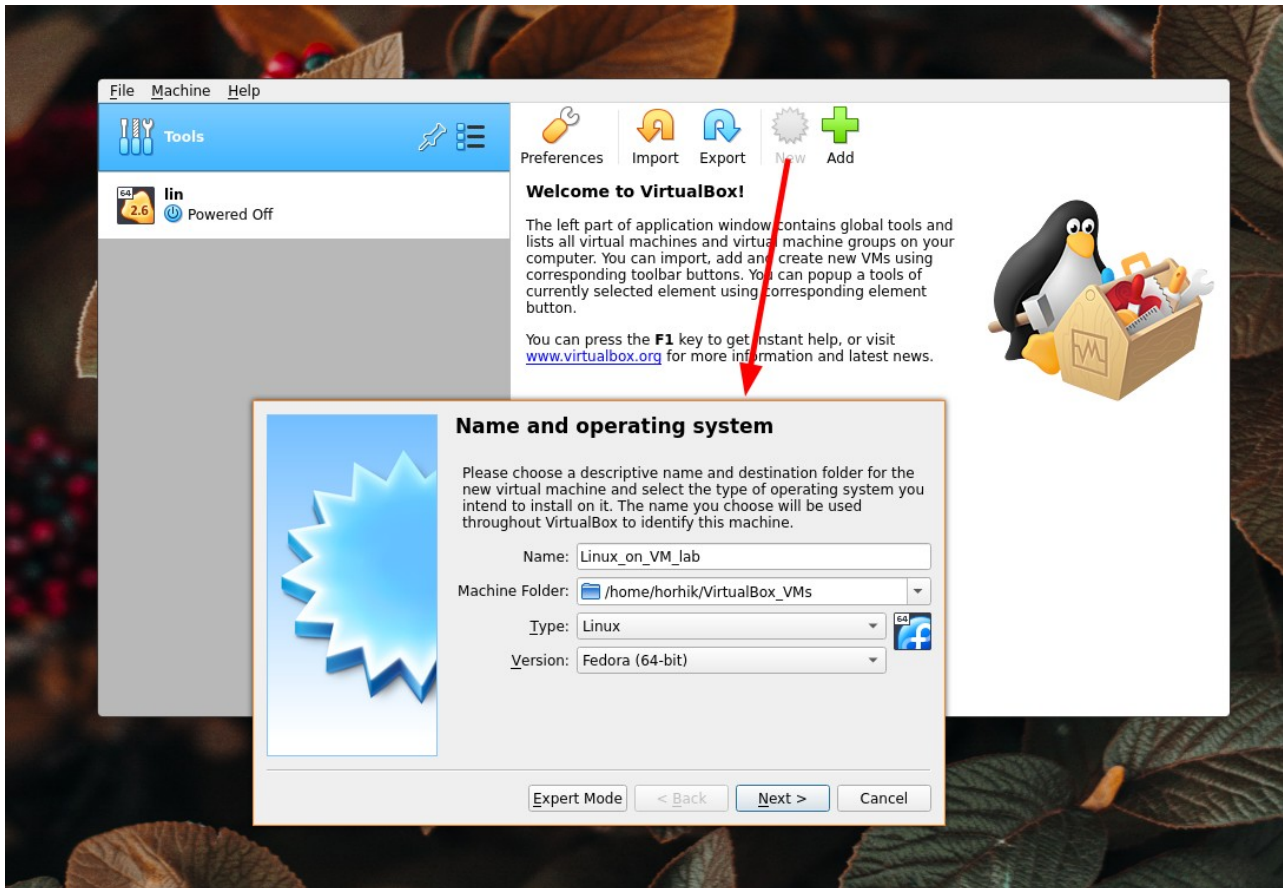 File Machine Help
Tools
Preferences Import Export New Add
64
2.6
lin
Powered Off
Welcome to VirtualBox!
The left part of application window contains global tools and
lists all virtual machines and virtual machine groups on your
computer. You can import, add and create new VMs using
corresponding toolbar buttons. You can popup a tools of
currently selected element using corresponding element
button.
You can press the F1 key to get instant help, or visit
www.virtualbox.org for more information and latest news.
Name and operating system
Please choose a descriptive name and destination folder for the
new virtual machine and select the type of operating system you
intend to install on it. The name you choose will be used
throughout VirtualBox to identify this machine.
Name: Linux_on_VM_lab
Machine Folder: /home/horhik/VirtualBox_VMs
Type: Linux
64
Version: Fedora (64-bit)
Expert Mode < Back Next > Cancel